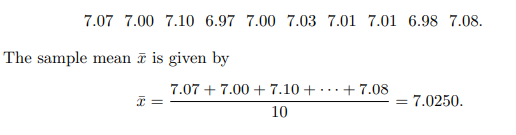 7.07 7.00 7.10 6.97 7.00 7.03 7.01 7.01 6.98 7.08.
The sample mean x̄ is given by
x̄ = (7.07 + 7.00 + 7.10 + ··· + 7.08) / 10 = 7.0250.